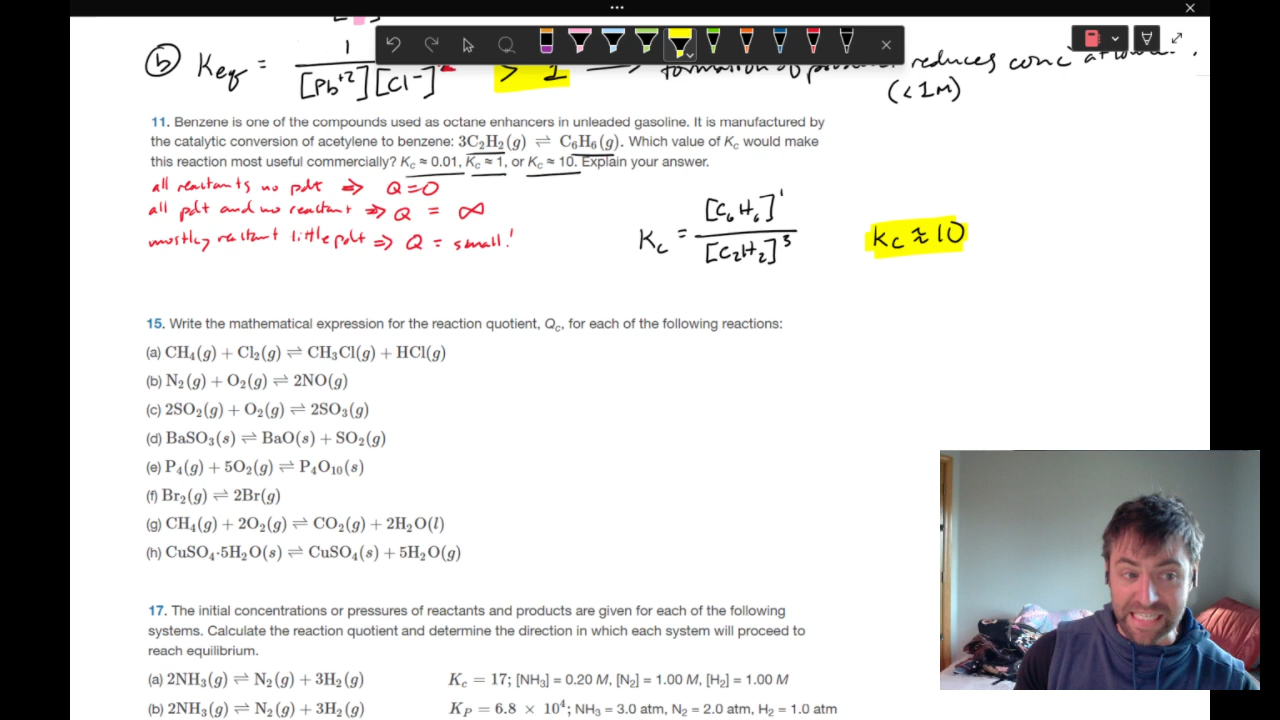 (b) Keq = 1 / [Pb+2][Cl-] > 1 → formation of reduces conc
(<1M)
11. Benzene is one of the compounds used as octane enhancers in unleaded gasoline. It is manufactured by
the catalytic conversion of acetylene to benzene: 3C₂H₂(g) ⇌ C₆H₆(g). Which value of Kc would make
this reaction most useful commercially? Kc ≈ 0.01, Kc ≈ 1, or Kc ≈ 10. Explain your answer.
all reactants no pdt ⇒ Q=0
all pdt and no reactant ⇒ Q = ∞
mostly reactant little pdt ⇒ Q = small!
Kc = [C₆H₆]¹ / [C₂H₂]³
Kc ≈ 10
15. Write the mathematical expression for the reaction quotient, Qc, for each of the following reactions:
(a) CH₄(g) + Cl₂(g) ⇌ CH₃Cl(g) + HCl(g)
(b) N₂(g) + O₂(g) ⇌ 2NO(g)
(c) 2SO₂(g) + O₂(g) ⇌ 2SO₃(g)
(d) BaSO₃(s) ⇌ BaO(s) + SO₂(g)
(e) P₄(g) + 5O₂(g) ⇌ P₄O₁₀(s)
(f) Br₂(g) ⇌ 2Br(g)
(g) CH₄(g) + 2O₂(g) ⇌ CO₂(g) + 2H₂O(l)
(h) CuSO₄·5H₂O(s) ⇌ CuSO₄(s) + 5H₂O(g)
17. The initial concentrations or pressures of reactants and products are given for each of the following
systems. Calculate the reaction quotient and determine the direction in which each system will proceed to
reach equilibrium.
(a) 2NH₃(g) ⇌ N₂(g) + 3H₂(g) Kc = 17; [NH₃] = 0.20 M, [N₂] = 1.00 M, [H₂] = 1.00 M
(b) 2NH₃(g) ⇌ N₂(g) + 3H₂(g) KP = 6.8 × 10⁴; NH₃ = 3.0 atm, N₂ = 2.0 atm, H₂ = 1.0 atm